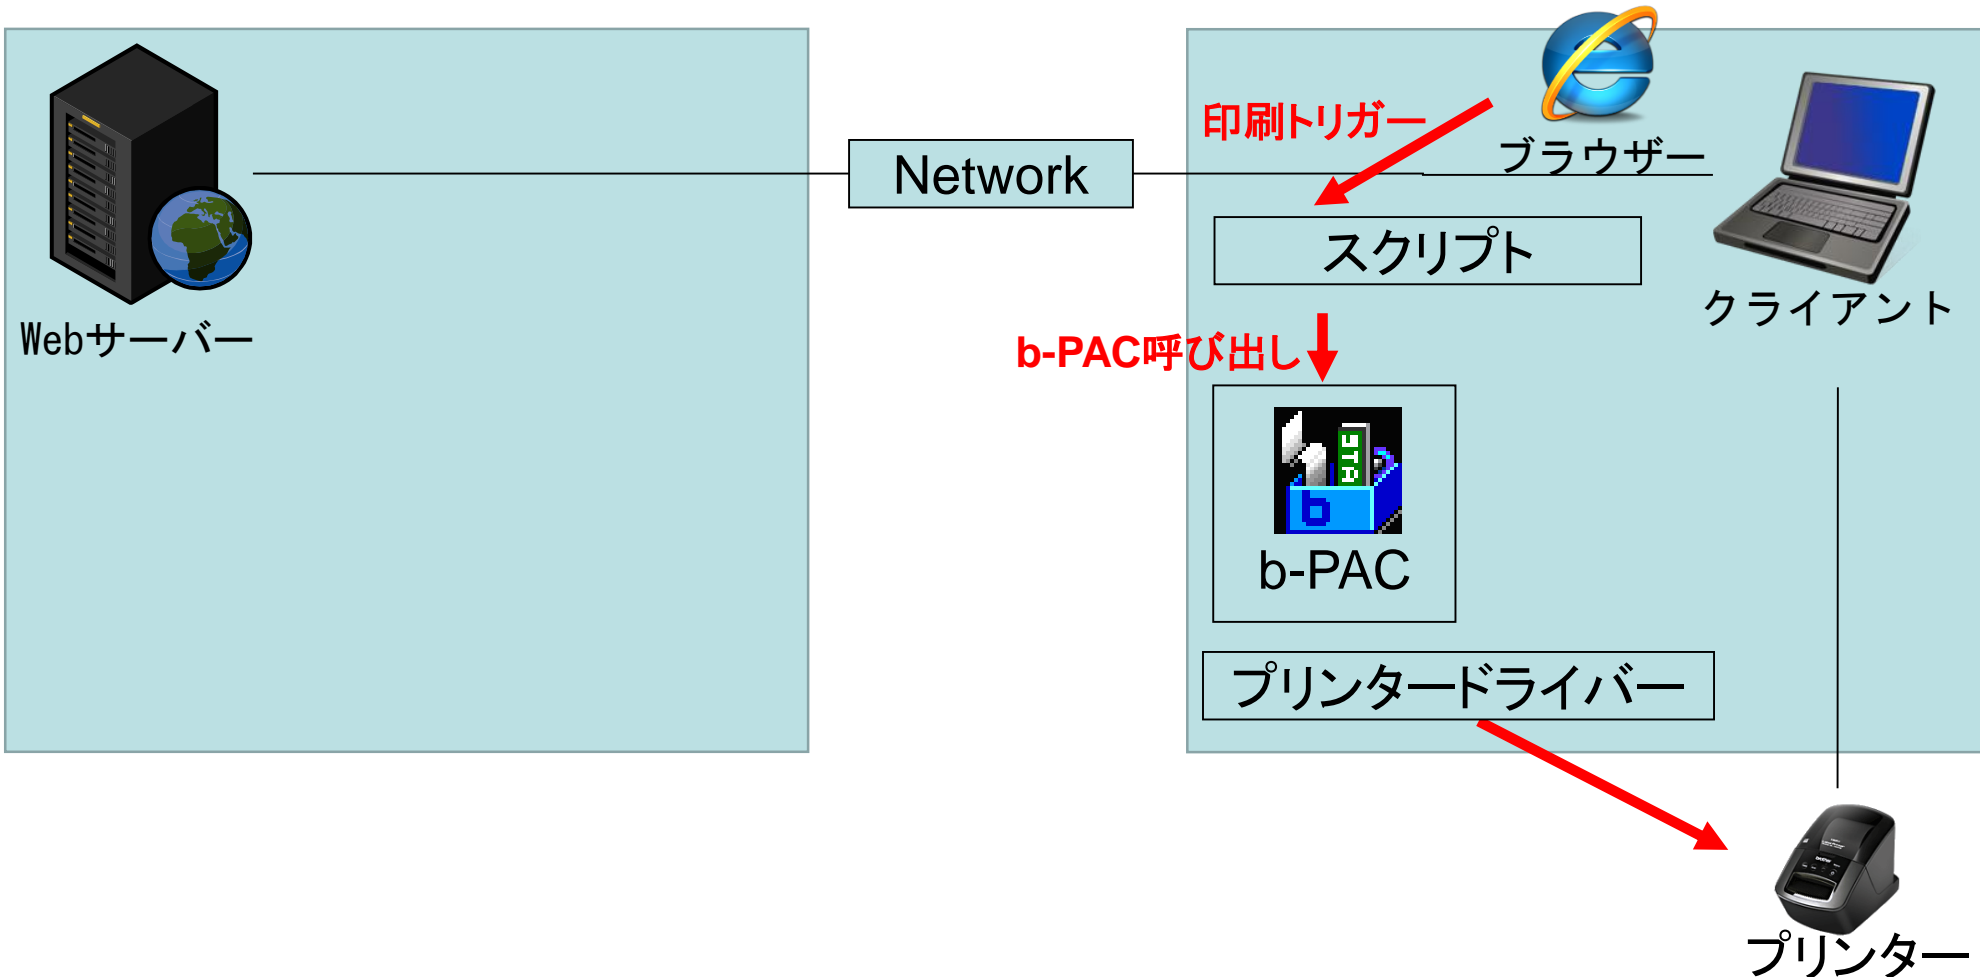 印刷トリガー
ブラウザー
Network
スクリプト
クライアント
Webサーバー
b-PAC呼び出し
STA
b
b-PAC
プリンタードライバー
プリンター